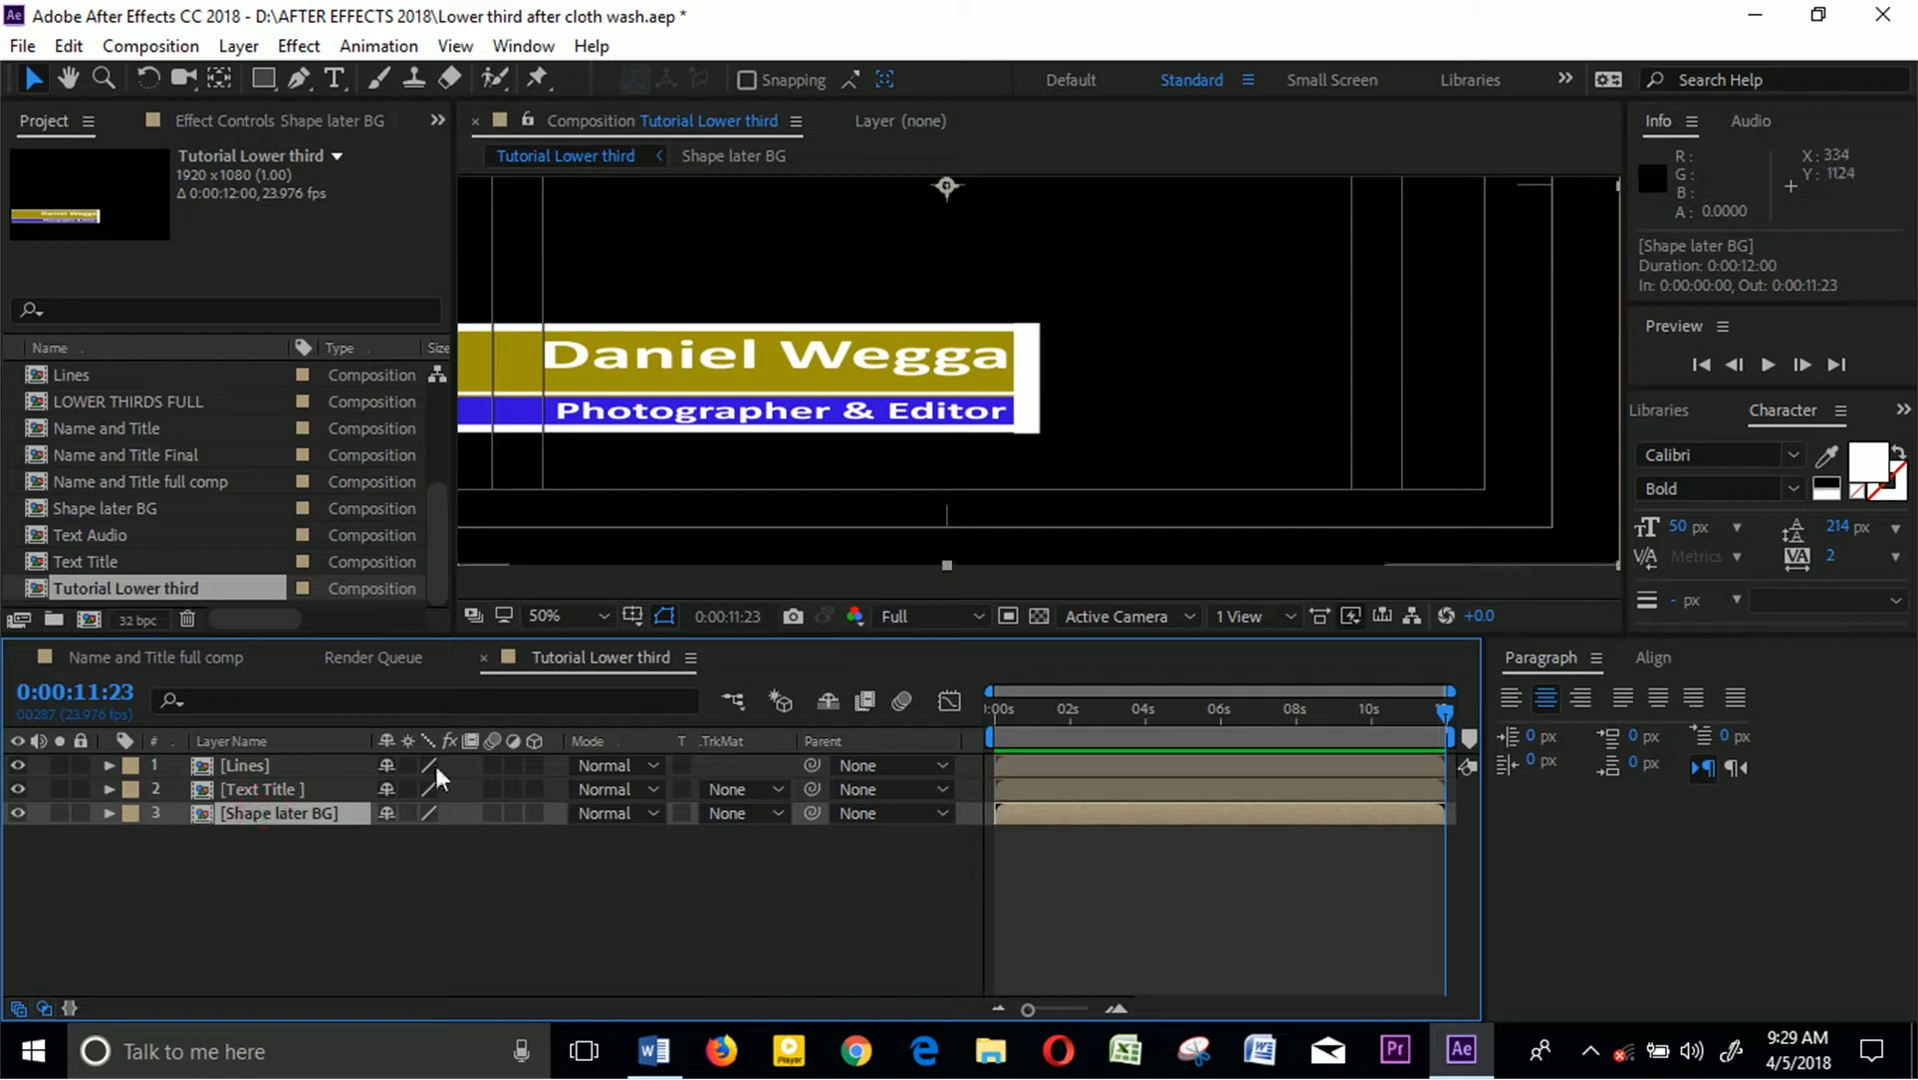 Ae Adobe After Effects CC 2018 - D:\AFTER EFFECTS 2018\Lower third after cloth wash.aep *
File Edit Composition Layer Effect Animation View Window Help
Snapping Default Standard Small Screen Libraries Search Help
Project Effect Controls Shape later BG
Composition Tutorial Lower third Layer (none)
Info Audio
Tutorial Lower third
1920 x1080 (1.00)
Δ 0:00:12:00, 23.976 fps
Tutorial Lower third Shape later BG
R :
G :
B :
A : 0.0000
X : 334
Y : 1124
[Shape later BG]
Duration: 0:00:12:00
In: 0:00:00:00, Out: 0:00:11:23
Preview
Daniel Wegga
Photographer & Editor
Name Type Size
Lines Composition
LOWER THIRDS FULL Composition
Name and Title Composition
Name and Title Final Composition
Name and Title full comp Composition
Shape later BG Composition
Text Audio Composition
Text Title Composition
Tutorial Lower third Composition
32 bpc
Libraries Character
Calibri
Bold
50 px 214 px
Metrics 2
- px
50% 0:00:11:23 Full Active Camera 1 View +0.0
Name and Title full comp Render Queue Tutorial Lower third
0:00:11:23
00287 (23.976 fps)
:00s 02s 04s 06s 08s 10s
# Layer Name Mode T .TrkMat Parent
1 [Lines] Normal None
2 [Text Title ] Normal None None
3 [Shape later BG] Normal None None
Paragraph Align
0 px 0 px 0 px
0 px 0 px
Talk to me here
Player
Pr
Ae
9:29 AM
4/5/2018